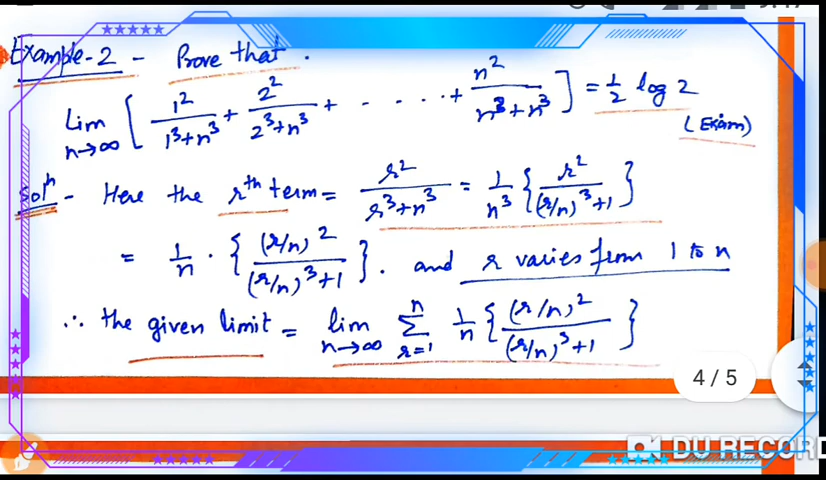 Example-2 - Prove that.
Lim n→∞ [ 1²/(1³+n³) + 2²/(2³+n³) + ..... + n²/(n³+n³) ] = 1/2 log 2
(Exam)
Solⁿ - Here the rth term = r²/(r³+n³) = 1/n³ { r²/((r/n)³+1) }
= 1/n · { (r/n)²/((r/n)³+1) }. and r varies from 1 to n
∴ the given limit = lim n→∞ Σ r=1 n 1/n { (r/n)²/((r/n)³+1) }
4 / 5
DU RECORD